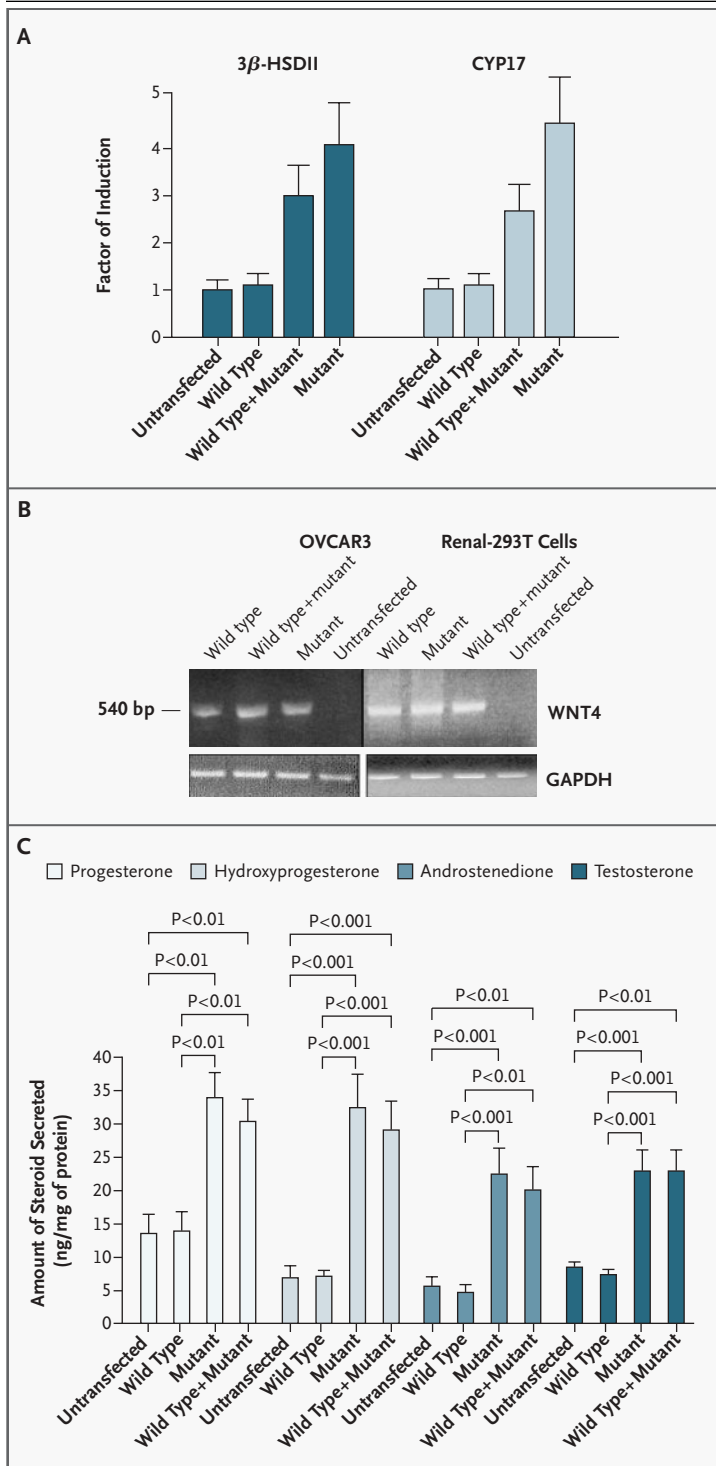 A
3β-HSDII CYP17
Factor of Induction
5
4
3
2
1
0
Untransfected
Wild Type
Wild Type+Mutant
Mutant
Untransfected
Wild Type
Wild Type+Mutant
Mutant
B
OVCAR3 Renal-293T Cells
Wild type
Wild type+mutant
Mutant
Untransfected
Wild type
Mutant
Wild type+mutant
Untransfected
540 bp
WNT4
GAPDH
C
Progesterone Hydroxyprogesterone Androstenedione Testosterone
P<0.01
P<0.01
P<0.01
P<0.01
P<0.001
P<0.001
P<0.001
P<0.001
P<0.01
P<0.001
P<0.01
P<0.001
P<0.01
P<0.001
P<0.001
P<0.001
Amount of Steroid Secreted
(ng/mg of protein)
40
35
30
25
20
15
10
5
0
Untransfected
Wild Type
Mutant
Wild Type+Mutant
Untransfected
Wild Type
Mutant
Wild Type+Mutant
Untransfected
Wild Type
Mutant
Wild Type+Mutant
Untransfected
Wild Type
Mutant
Wild Type+Mutant